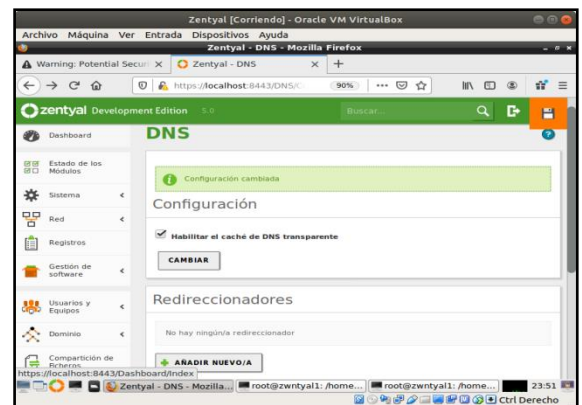 Zentyal [Corriendo] - Oracle VM VirtualBox
Archivo Máquina Ver Entrada Dispositivos Ayuda
Zentyal - DNS - Mozilla Firefox
Warning: Potential Secur
Zentyal - DNS
https://localhost:8443/DNS/C
90%
zentyal Development Edition 5.0
Buscar...
Dashboard
Estado de los
Módulos
Sistema
Red
Registros
Gestión de
software
Usuarios y
Equipos
Dominio
Compartición de
ficheros
DNS
Configuración cambiada
Configuración
Habilitar el caché de DNS transparente
CAMBIAR
Redireccionadores
No hay ningún/a redireccionador
AÑADIR NUEVO/A
https://localhost:8443/Dashboard/Index
Zentyal - DNS - Mozilla...
root@zwntyal1: /home...
root@zwntyal1: /home...
23:51
Ctrl Derecho